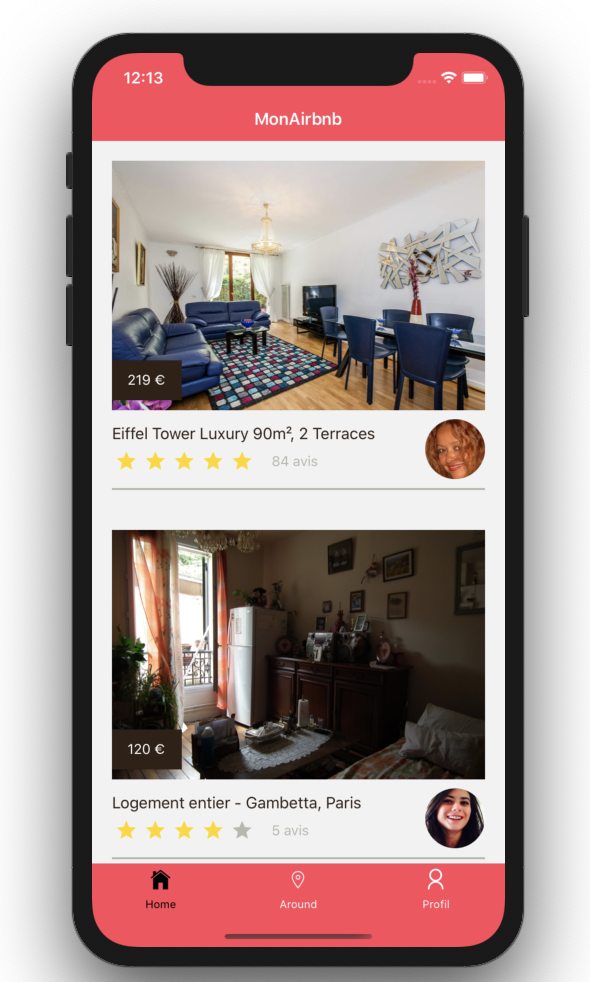 12:13
MonAirbnb
219 €
Eiffel Tower Luxury 90m², 2 Terraces
84 avis
120 €
Logement entier - Gambetta, Paris
5 avis
Home
Around
Profil